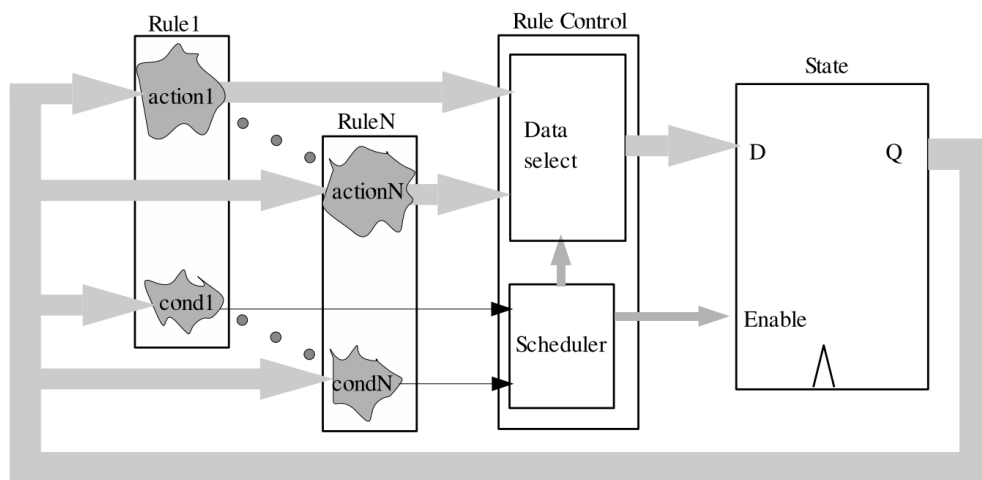 Rule1
Rule Control
State
action1
RuleN
Data
select
D
Q
actionN
cond1
Enable
Scheduler
condN